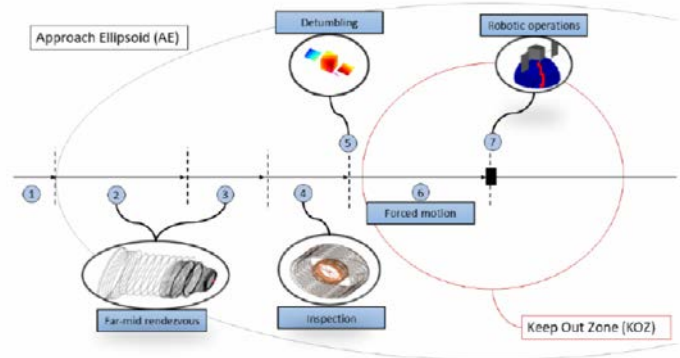 Detumbling
Robotic operations
Approach Ellipsoid (AE)
5
7
1
2
3
4
6
Forced motion
Far-mid rendezvous
Inspection
Keep Out Zone (KOZ)